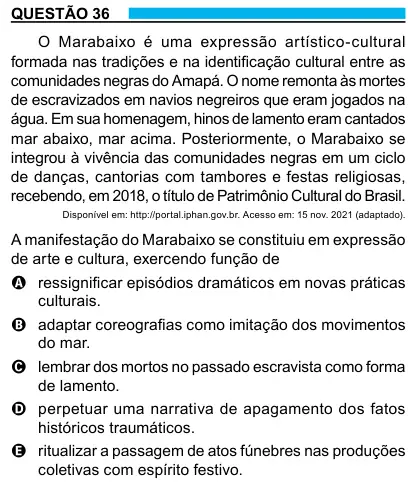 QUESTÃO 36
O Marabaixo é uma expressão artístico-cultural
formada nas tradições e na identificação cultural entre as
comunidades negras do Amapá. O nome remonta às mortes
de escravizados em navios negreiros que eram jogados na
água. Em sua homenagem, hinos de lamento eram cantados
mar abaixo, mar acima. Posteriormente, o Marabaixo se
integrou à vivência das comunidades negras em um ciclo
de danças, cantorias com tambores e festas religiosas,
recebendo, em 2018, o título de Patrimônio Cultural do Brasil.
Disponível em: http://portal.iphan.gov.br. Acesso em: 15 nov. 2021 (adaptado).
A manifestação do Marabaixo se constituiu em expressão
de arte e cultura, exercendo função de
A ressignificar episódios dramáticos em novas práticas
culturais.
B adaptar coreografias como imitação dos movimentos
do mar.
C lembrar dos mortos no passado escravista como forma
de lamento.
D perpetuar uma narrativa de apagamento dos fatos
históricos traumáticos.
E ritualizar a passagem de atos fúnebres nas produções
coletivas com espírito festivo.